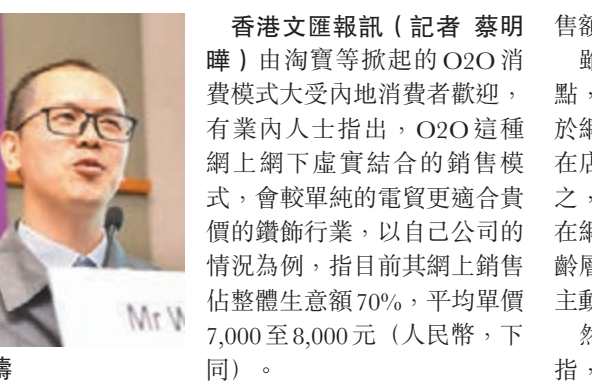 Mr W
濤
香港文匯報訊（記者 蔡明
曄）由淘寶等掀起的O2O消
費模式大受內地消費者歡迎，
有業內人士指出，O2O這種
網上網下虛實結合的銷售模
式，會較單純的電貿更適合貴
價的鑽飾行業，以自己公司的
情況為例，指目前其網上銷售
佔整體生意額70%，平均單價
7,000至8,000元（人民幣，下
同）。
售額
雖
點，
於網
在店
之，
在網
齡層
主動
然
指，